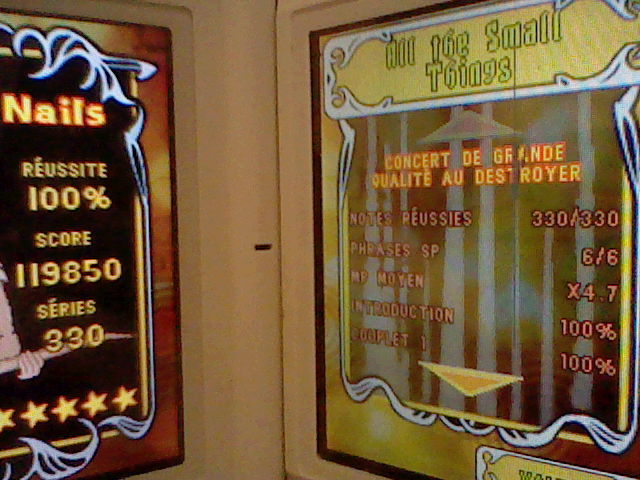 Nails
RÉUSSITE
100%
SCORE
119850
SÉRIES
330
All the Small
Things
CONCERT DE GRANDE
QUALITÉ AU DESTROYER
NOTES RÉUSSIES 330/330
PHRASES SP 6/6
MP MOYEN X4.7
INTRODUCTION 100%
COUPLET 1 100%